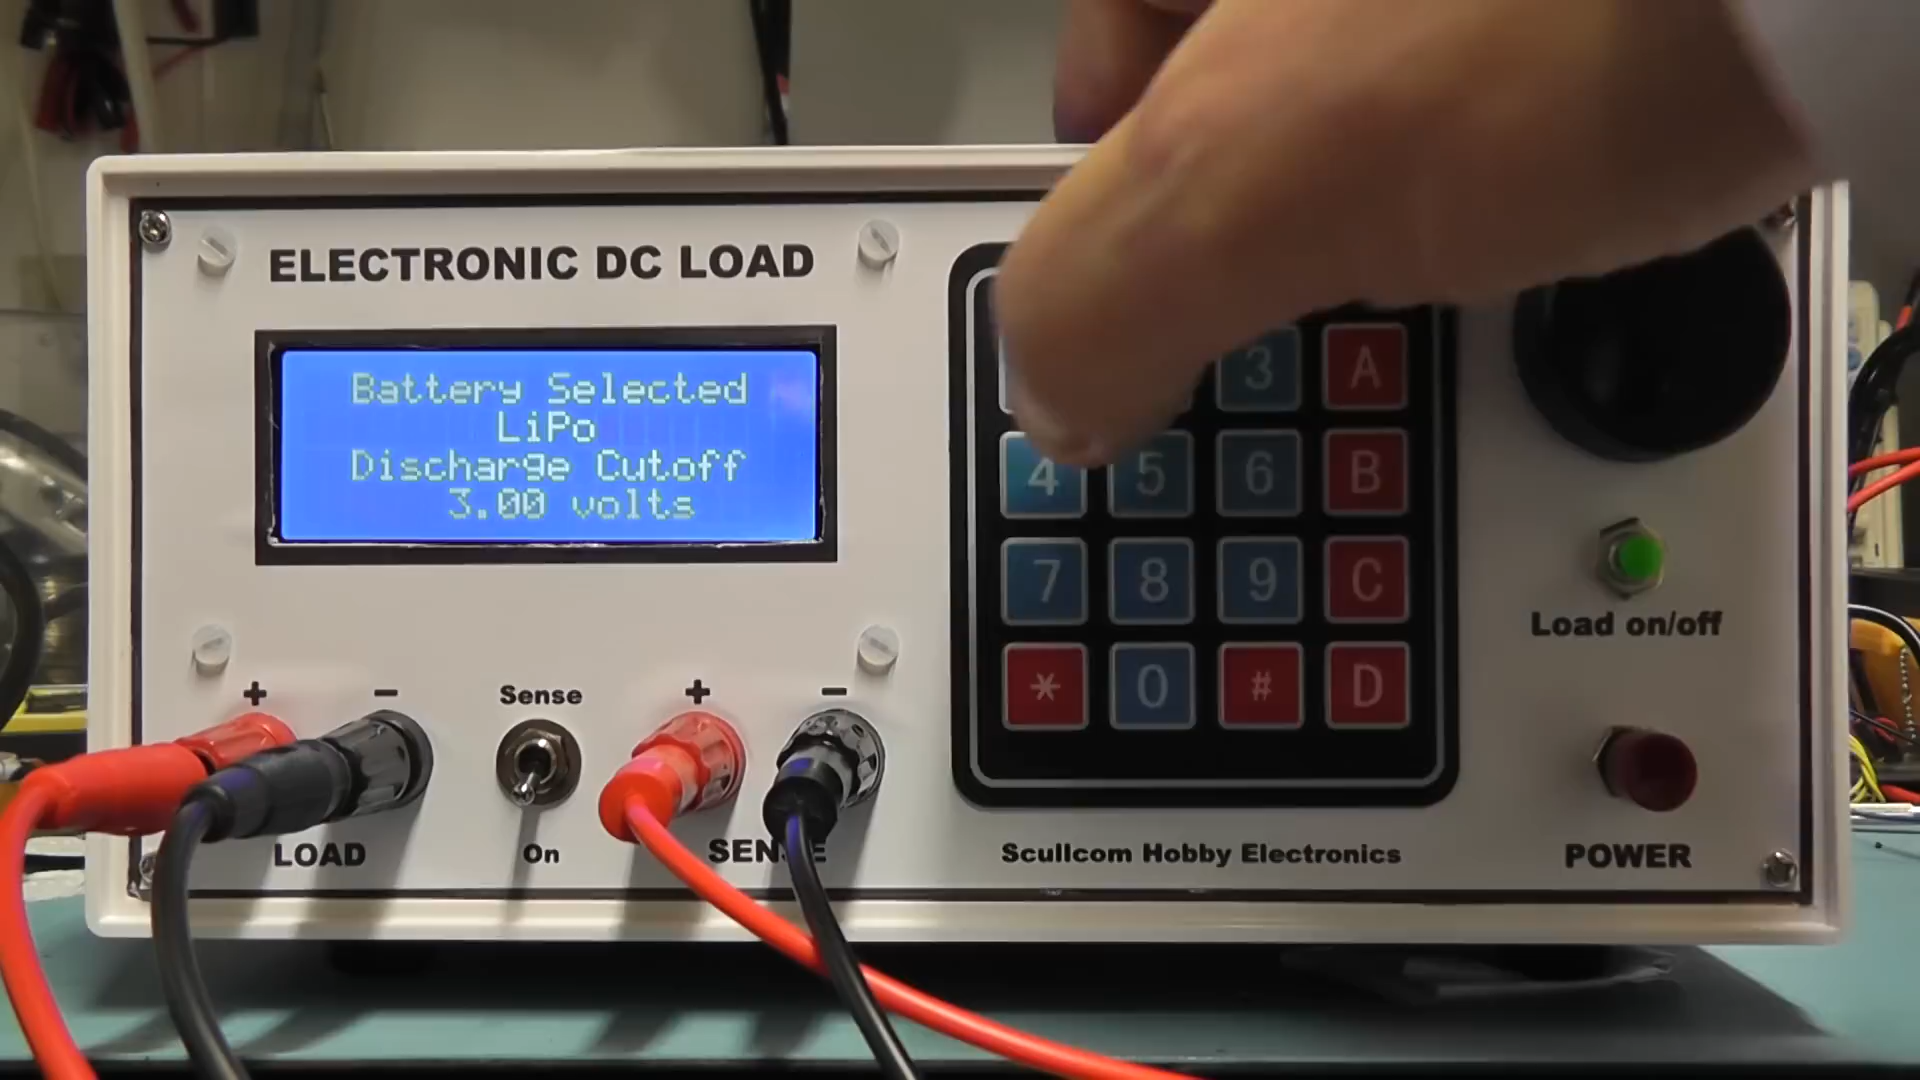 ELECTRONIC DC LOAD
Battery Selected
LiPo
Discharge Cutoff
3.00 volts
3 A
4 5 6 B
7 8 9 C
* 0 # D
Load on/off
+ - Sense + -
LOAD On SENSE
Scullcom Hobby Electronics
POWER